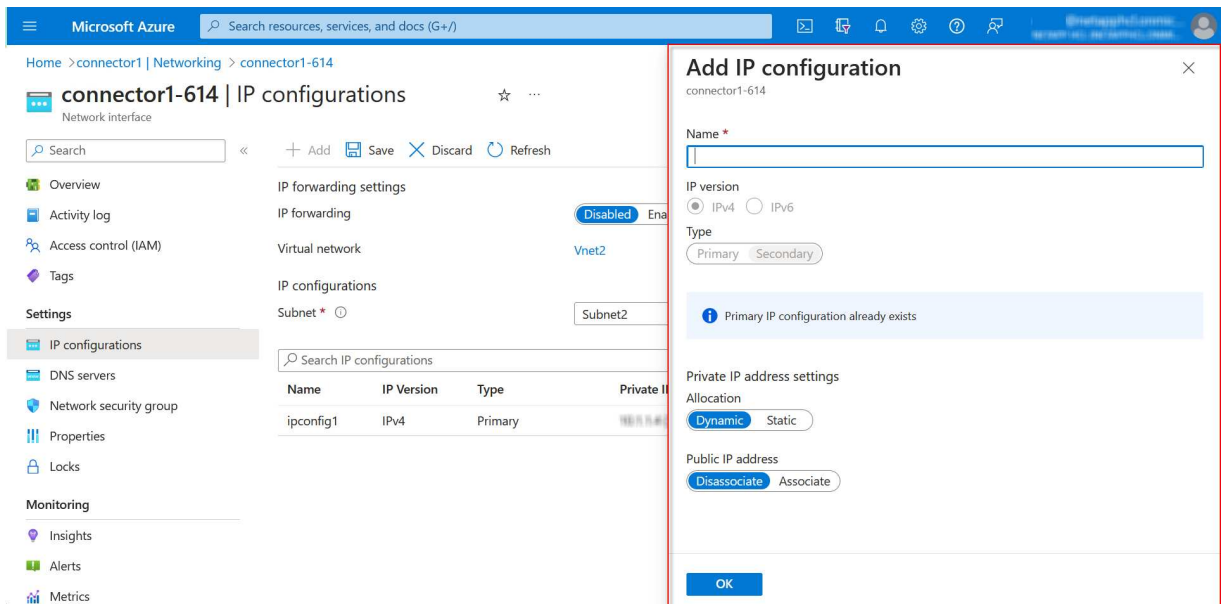 Microsoft Azure
Search resources, services, and docs (G+/)
Home >connector1 | Networking > connector1-614
connector1-614 | IP configurations
Network interface
Search
Overview
Activity log
Access control (IAM)
Tags
Settings
IP configurations
DNS servers
Network security group
Properties
Locks
Monitoring
Insights
Alerts
Metrics
Add Save Discard Refresh
IP forwarding settings
IP forwarding Disabled Ena
Virtual network Vnet2
IP configurations
Subnet * Subnet2
Search IP configurations
Name IP Version Type Private
ipconfig1 IPv4 Primary
Add IP configuration
connector1-614
Name *
IP version
IPv4 IPv6
Type
Primary Secondary
Primary IP configuration already exists
Private IP address settings
Allocation
Dynamic Static
Public IP address
Disassociate Associate
OK